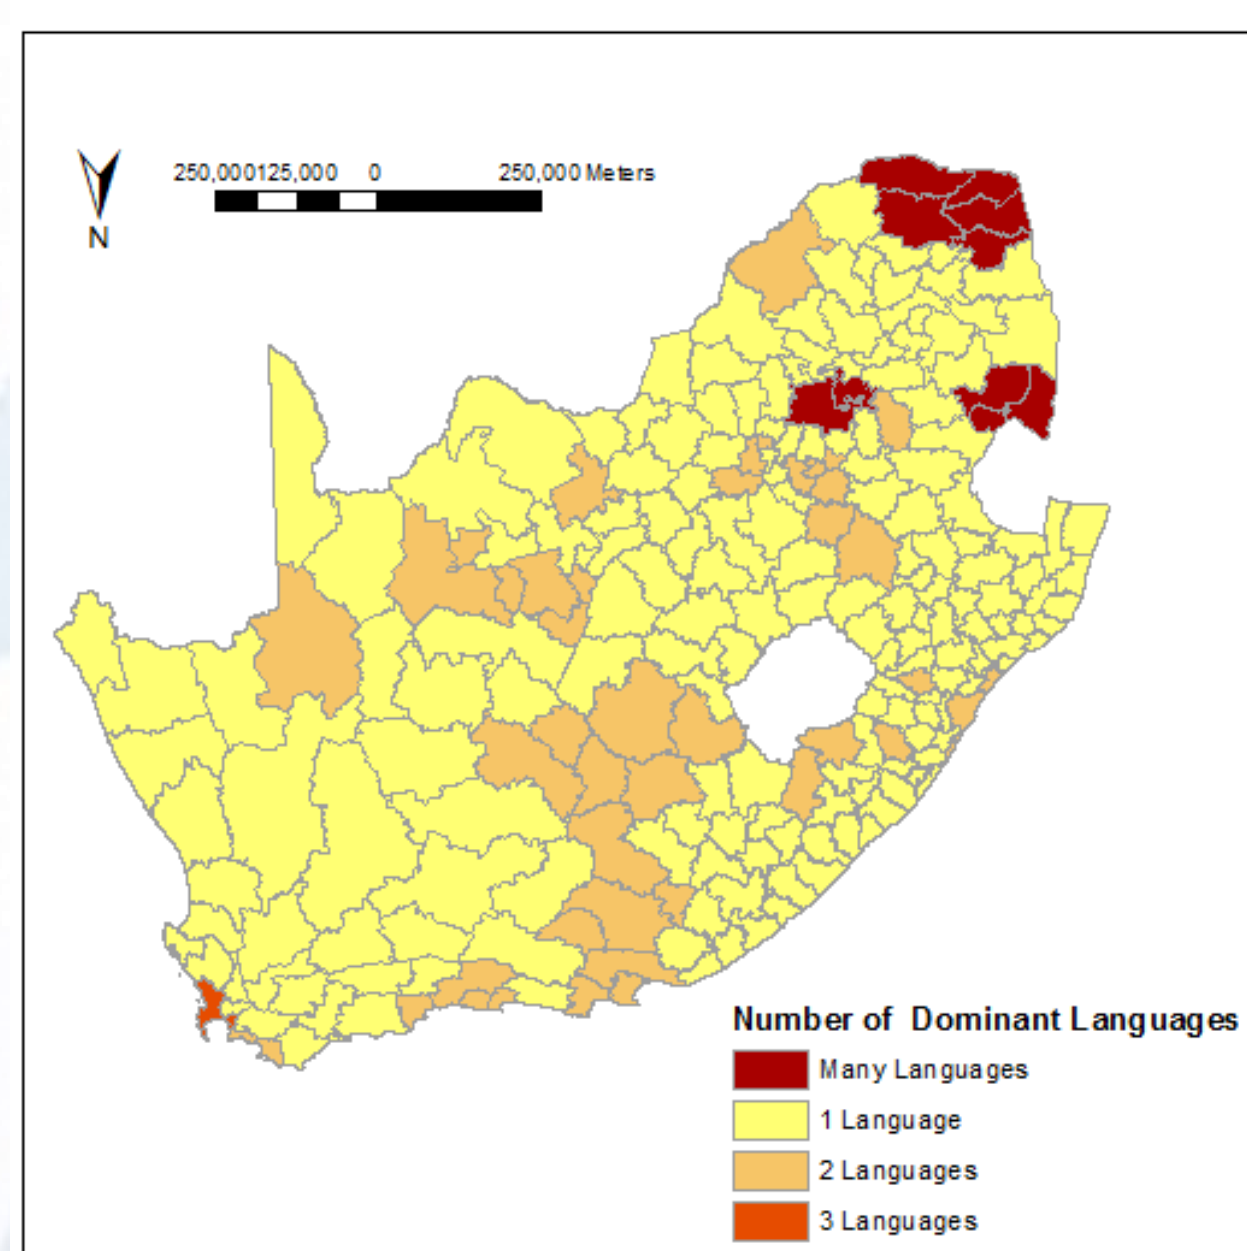 250,000125,000 0 250,000 Meters
N
Number of Dominant Languages
Many Languages
1 Language
2 Languages
3 Languages